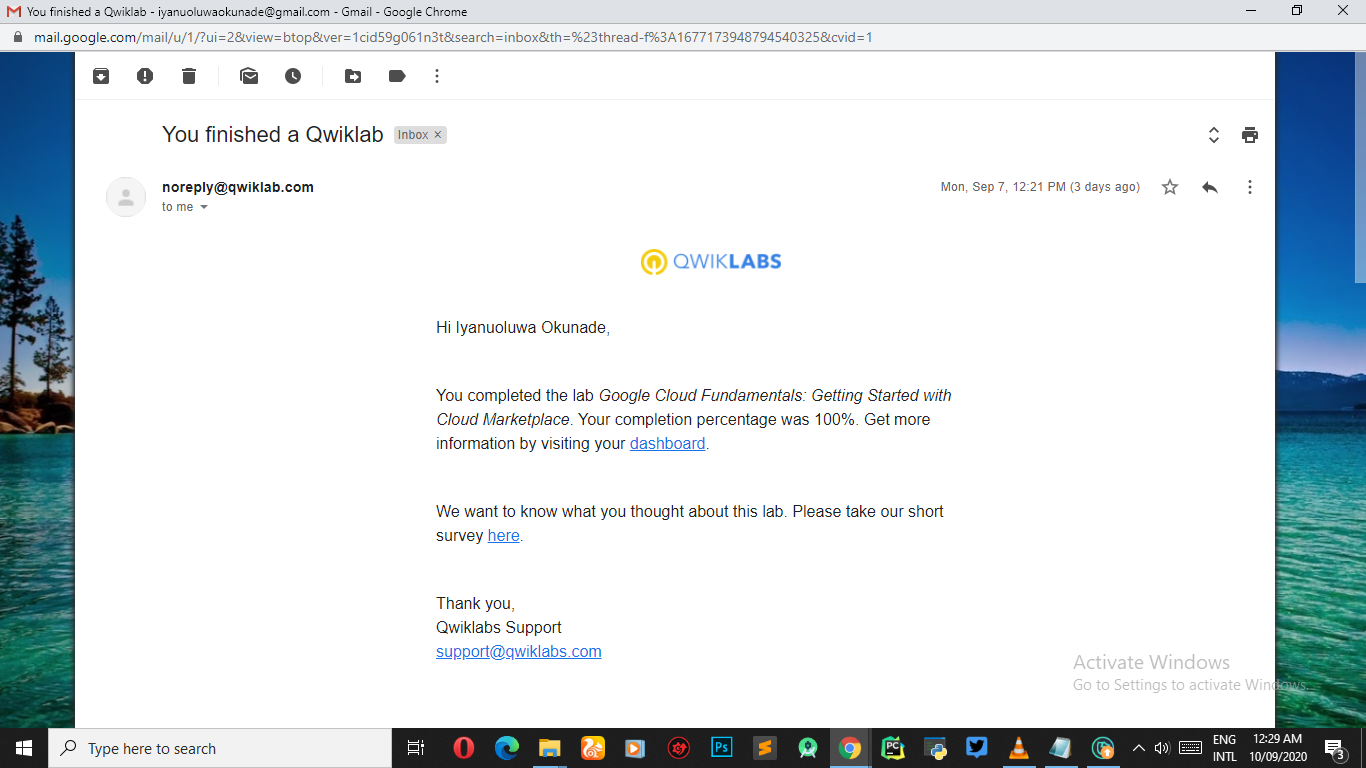 You finished a Qwiklab - iyanuoluwaokunade@gmail.com - Gmail - Google Chrome
mail.google.com/mail/u/1/?ui=2&view=btop&ver=1cid59g061n3t&search=inbox&th=%23thread-f%3A1677173948794540325&cvid=1
You finished a Qwiklab Inbox ×
noreply@qwiklab.com
Mon, Sep 7, 12:21 PM (3 days ago)
to me
QWIKLABS
Hi Iyanuoluwa Okunade,
You completed the lab Google Cloud Fundamentals: Getting Started with
Cloud Marketplace. Your completion percentage was 100%. Get more
information by visiting your dashboard.
We want to know what you thought about this lab. Please take our short
survey here.
Thank you,
Qwiklabs Support
support@qwiklabs.com
Activate Windows
Go to Settings to activate Windows.
Type here to search
Ps
PC
ENG
INTL
12:29 AM
10/09/2020
3